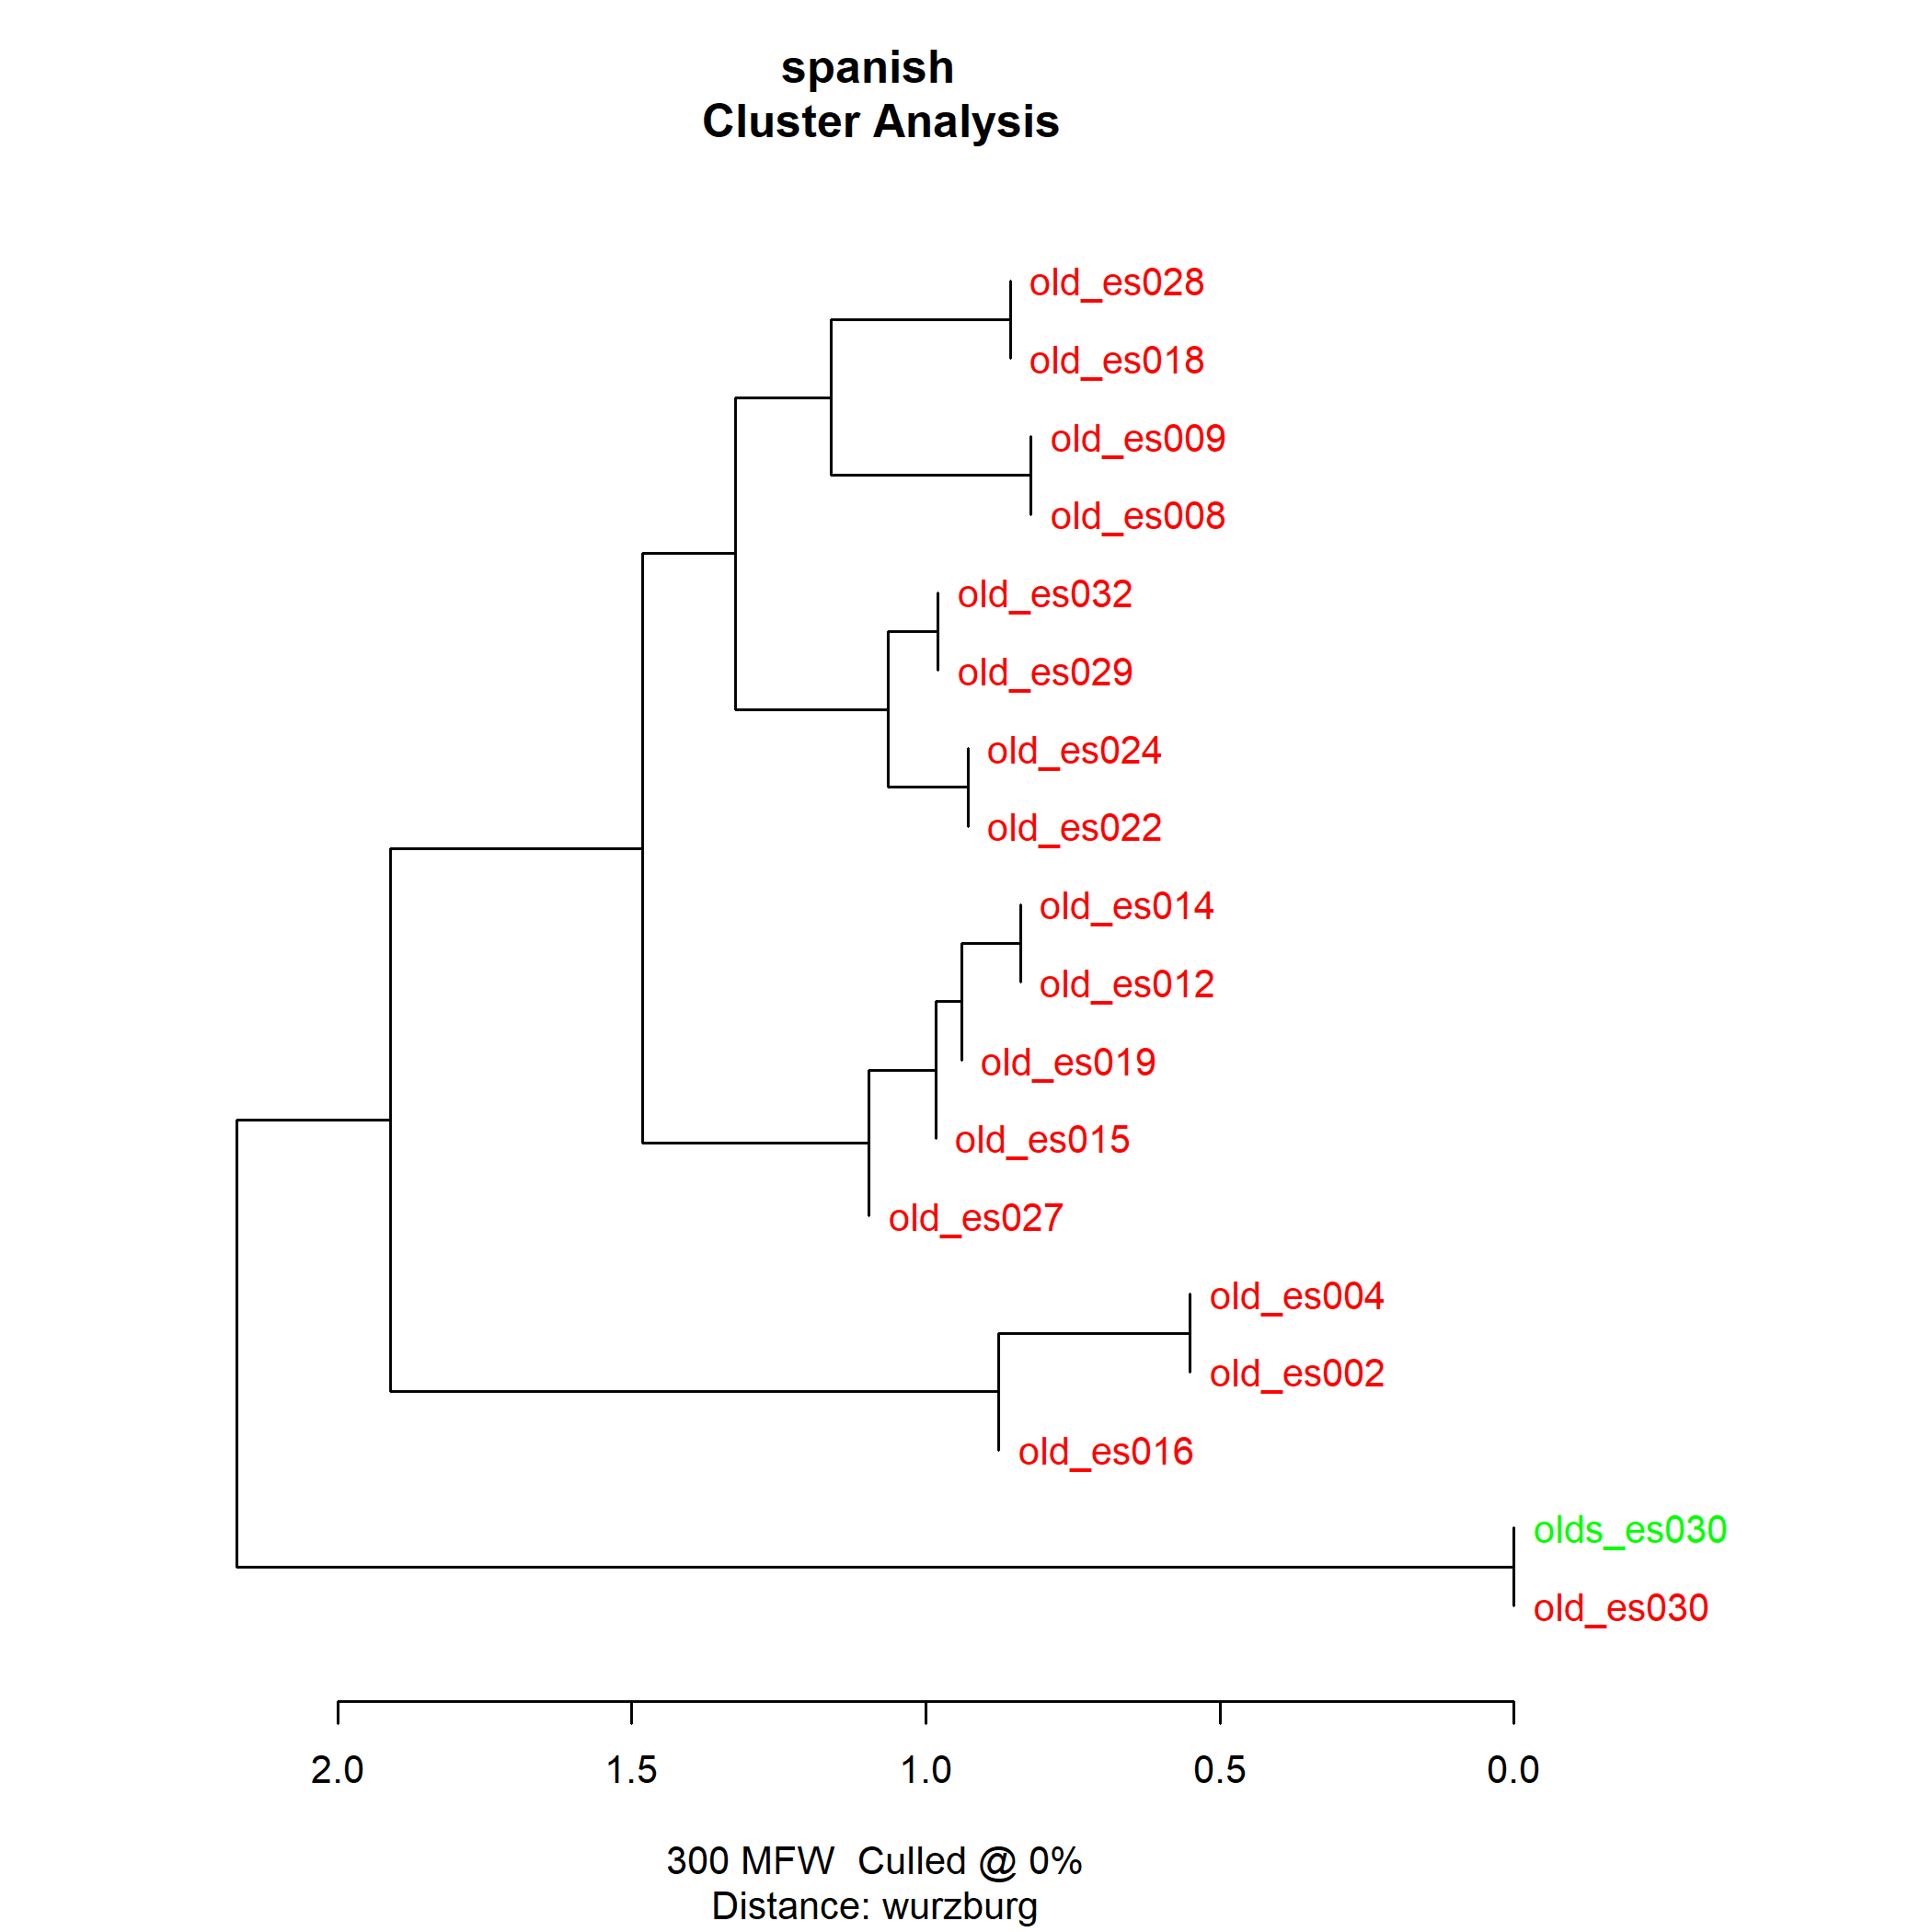 spanish
Cluster Analysis
old_es028
old_es018
old_es009
old_es008
old_es032
old_es029
old_es024
old_es022
old_es014
old_es012
old_es019
old_es015
old_es027
old_es004
old_es002
old_es016
olds_es030
old_es030
2.0 1.5 1.0 0.5 0.0
300 MFW  Culled @ 0%
Distance: wurzburg